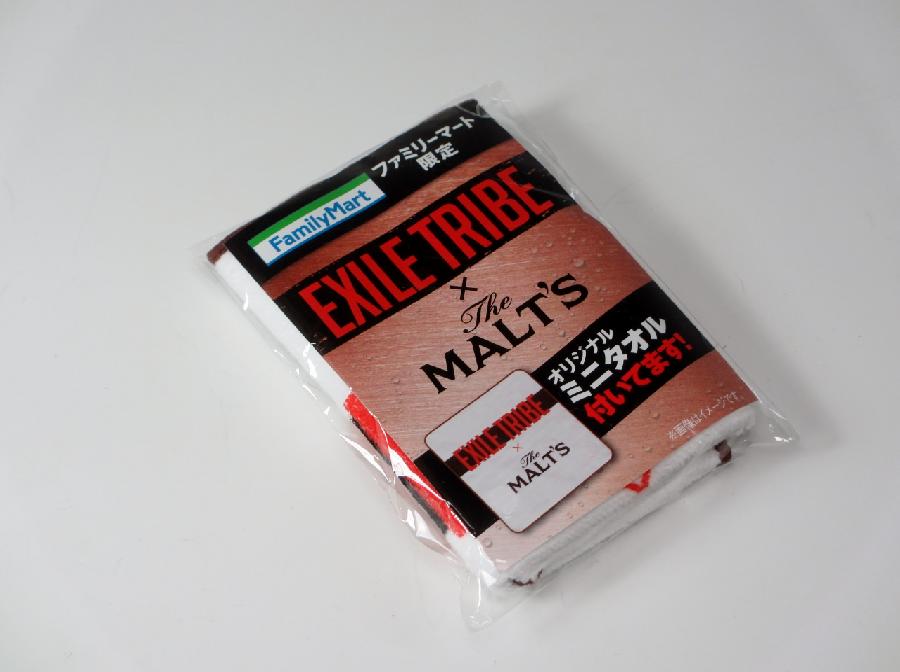 ファミリーマート
限定
FamilyMart
EXILE TRIBE
×
The
MALT'S
オリジナル
ミニタオル
付いてます!
EXILE TRIBE
×
The
MALT'S
※画像はイメージです。